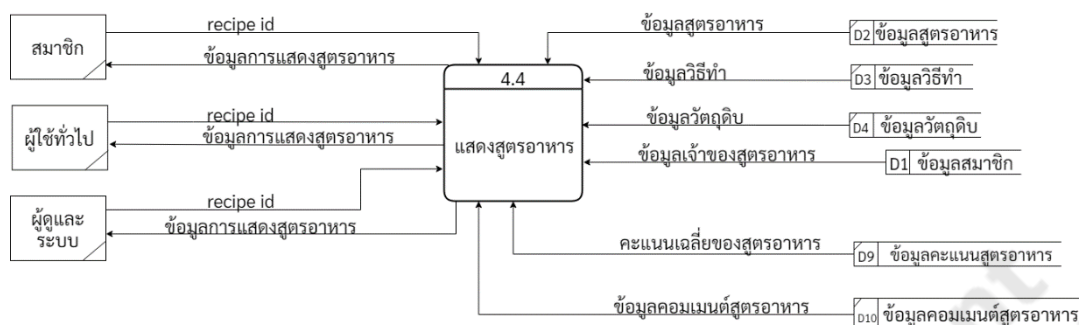 สมาชิก
recipe id
ข้อมูลการแสดงสูตรอาหาร
ผู้ใช้ทั่วไป
recipe id
ข้อมูลการแสดงสูตรอาหาร
ผู้ดูและ
ระบบ
recipe id
ข้อมูลการแสดงสูตรอาหาร
4.4
แสดงสูตรอาหาร
ข้อมูลสูตรอาหาร
D2 ข้อมูลสูตรอาหาร
ข้อมูลวิธีทำ
D3 ข้อมูลวิธีทำ
ข้อมูลวัตถุดิบ
D4 ข้อมูลวัตถุดิบ
ข้อมูลเจ้าของสูตรอาหาร
D1 ข้อมูลสมาชิก
คะแนนเฉลี่ยของสูตรอาหาร
D9 ข้อมูลคะแนนสูตรอาหาร
ข้อมูลคอมเมนต์สูตรอาหาร
D10 ข้อมูลคอมเมนต์สูตรอาหาร